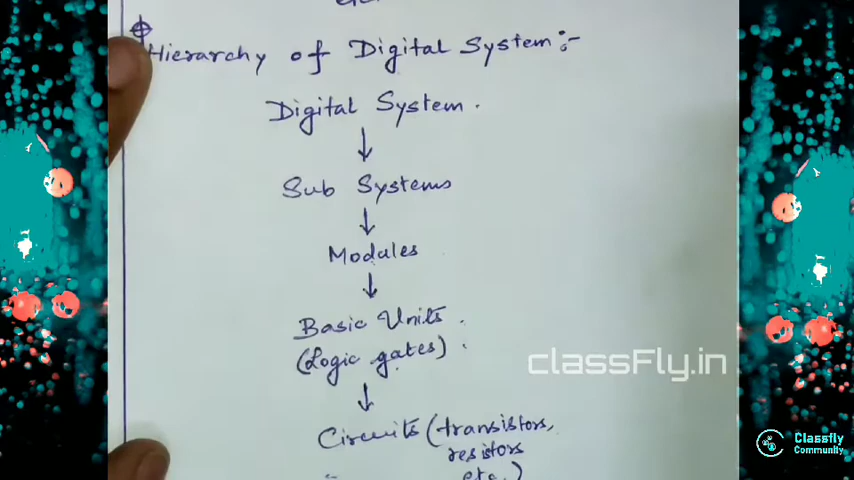 Hierarchy of Digital System:-
Digital System.
↓
Sub Systems
↓
Modules
↓
Basic Units.
(Logic gates)
↓
Circuits (transistors,
resistors
etc.)
classFly.in
Classfly
Community